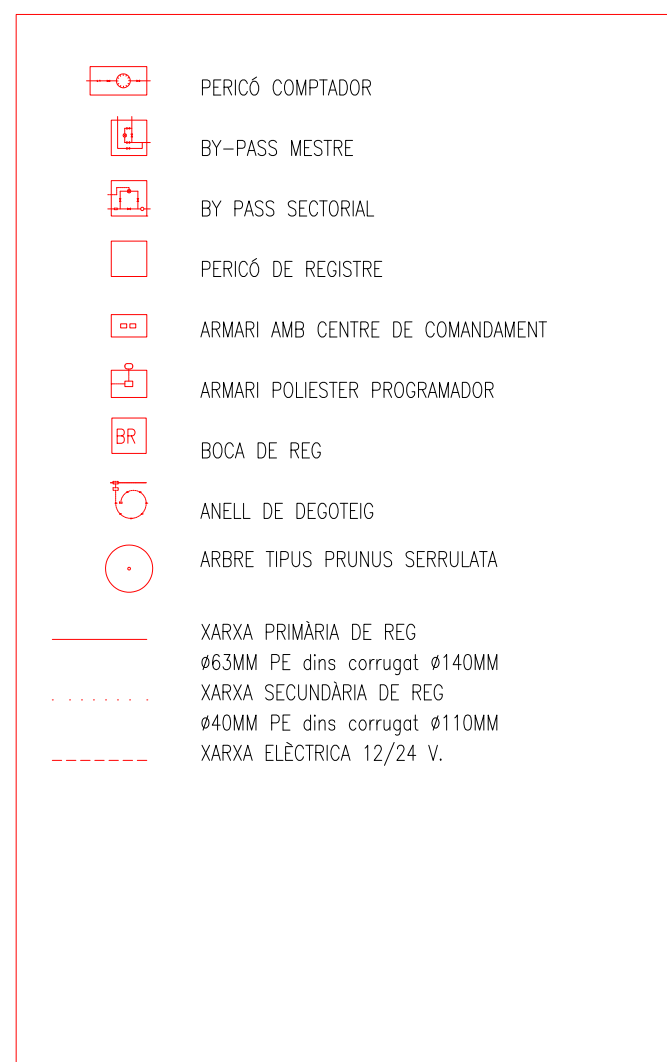 PERICÓ COMPTADOR
BY-PASS MESTRE
BY PASS SECTORIAL
PERICÓ DE REGISTRE
ARMARI AMB CENTRE DE COMANDAMENT
ARMARI POLIESTER PROGRAMADOR
BR
BOCA DE REG
ANELL DE DEGOTEIG
ARBRE TIPUS PRUNUS SERRULATA
XARXA PRIMÀRIA DE REG
ø63MM PE dins corrugat ø140MM
XARXA SECUNDÀRIA DE REG
ø40MM PE dins corrugat ø110MM
XARXA ELÈCTRICA 12/24 V.